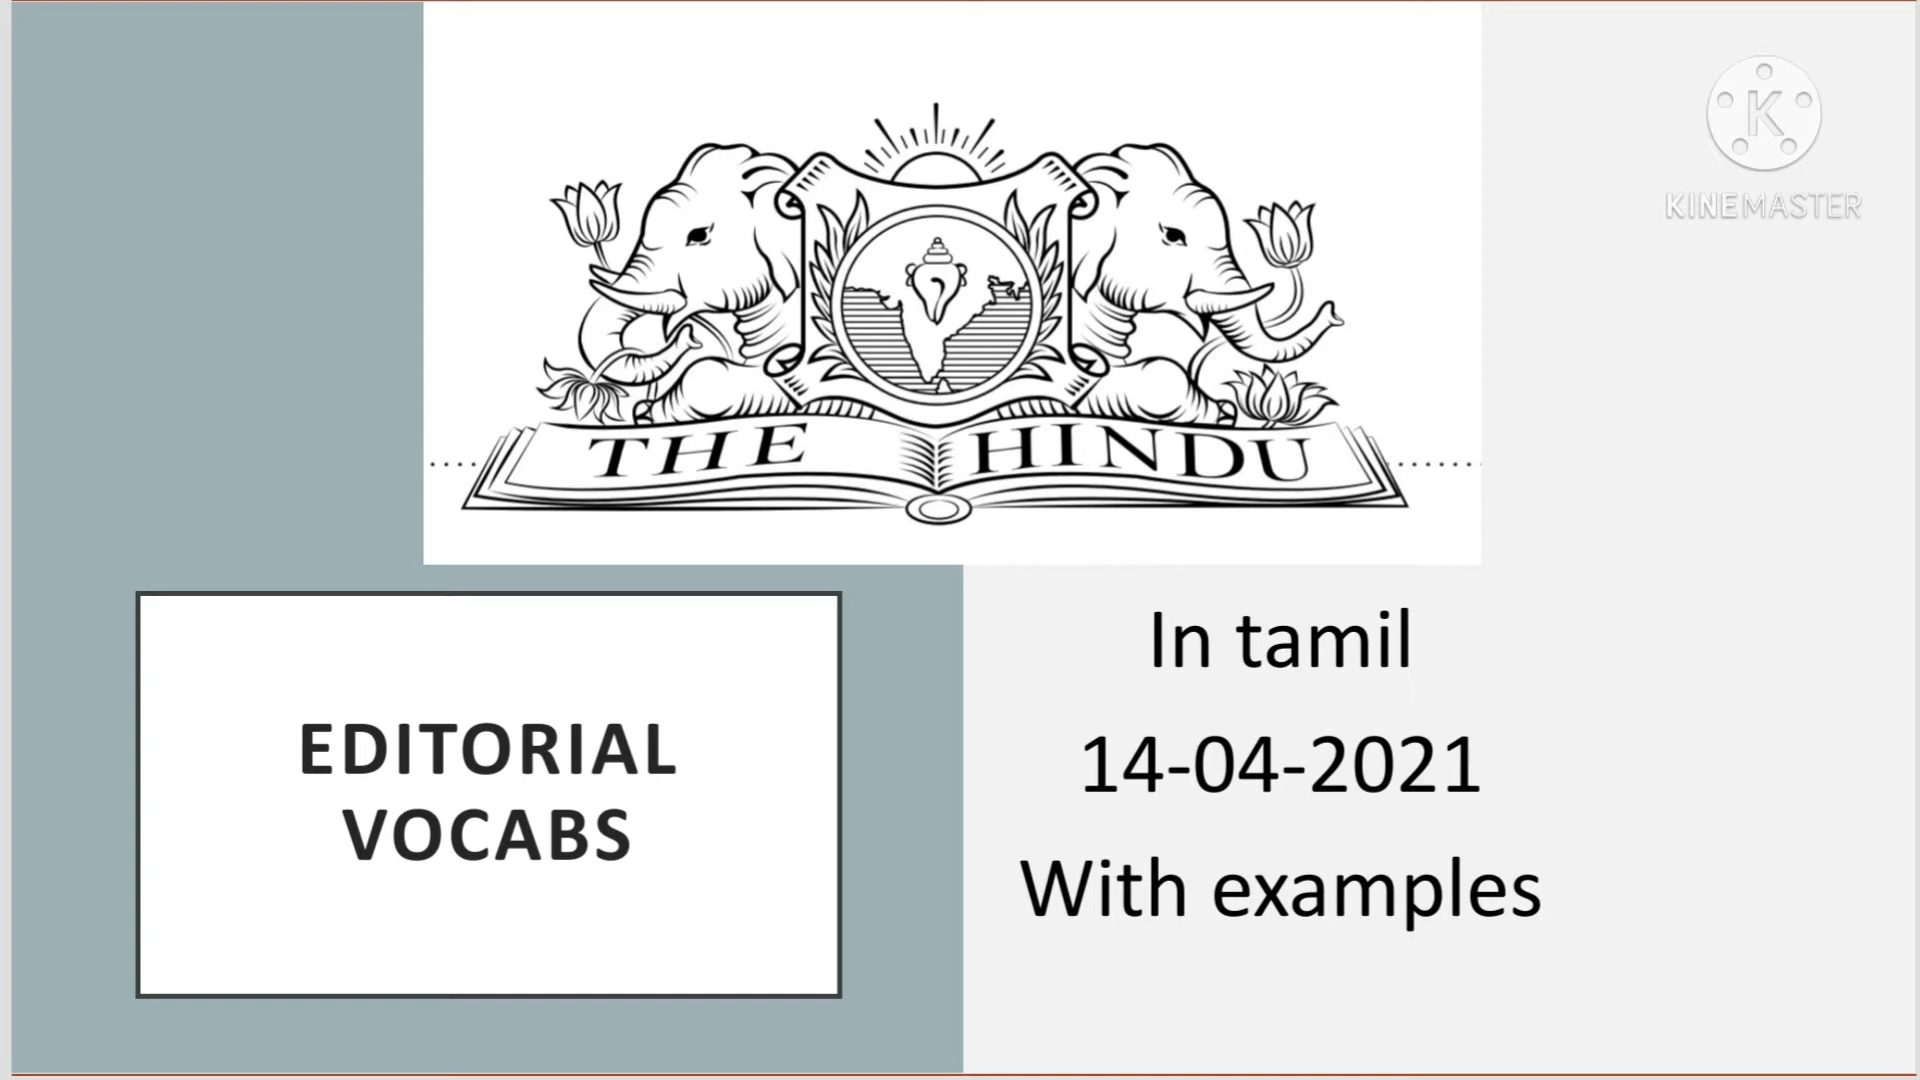 THE HINDU
K
KINEMASTER
EDITORIAL
VOCABS
In tamil
14-04-2021
With examples